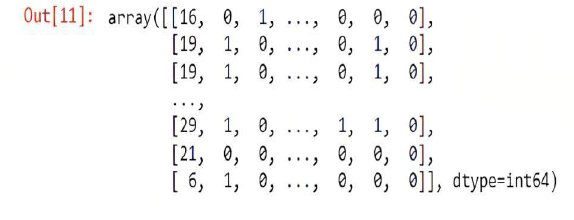 Out[11]: array([[16, 0, 1, ..., 0, 0, 0],
[19, 1, 0, ..., 0, 1, 0],
[19, 1, 0, ..., 0, 1, 0],
...,
[29, 1, 0, ..., 1, 1, 0],
[21, 0, 0, ..., 0, 0, 0],
[ 6, 1, 0, ..., 0, 0, 0]], dtype=int64)